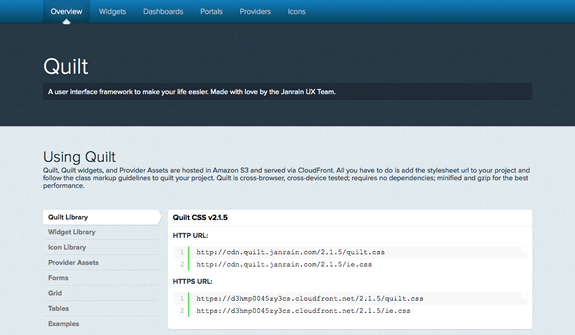 Overview Widgets Dashboards Portals Providers Icons
Quilt
A user interface framework to make your life easier. Made with love by the Janrain UX Team.
Using Quilt
Quilt, Quilt widgets, and Provider Assets are hosted in Amazon S3 and served via CloudFront. All you have to do is add the stylesheet url to your project and
follow the class markup guidelines to quilt your project. Quilt is cross-browser, cross-device tested; requires no dependencies; minified and gzip for the best
performance.
Quilt Library
Widget Library
Icon Library
Provider Assets
Forms
Grid
Tables
Examples
Quilt CSS v2.1.5
HTTP URL:
1 http://cdn.quilt.janrain.com/2.1.5/quilt.css
2 http://cdn.quilt.janrain.com/2.1.5/ie.css
HTTPS URL:
1 https://d3hmp0045zy3cs.cloudfront.net/2.1.5/quilt.css
2 https://d3hmp0045zy3cs.cloudfront.net/2.1.5/ie.css